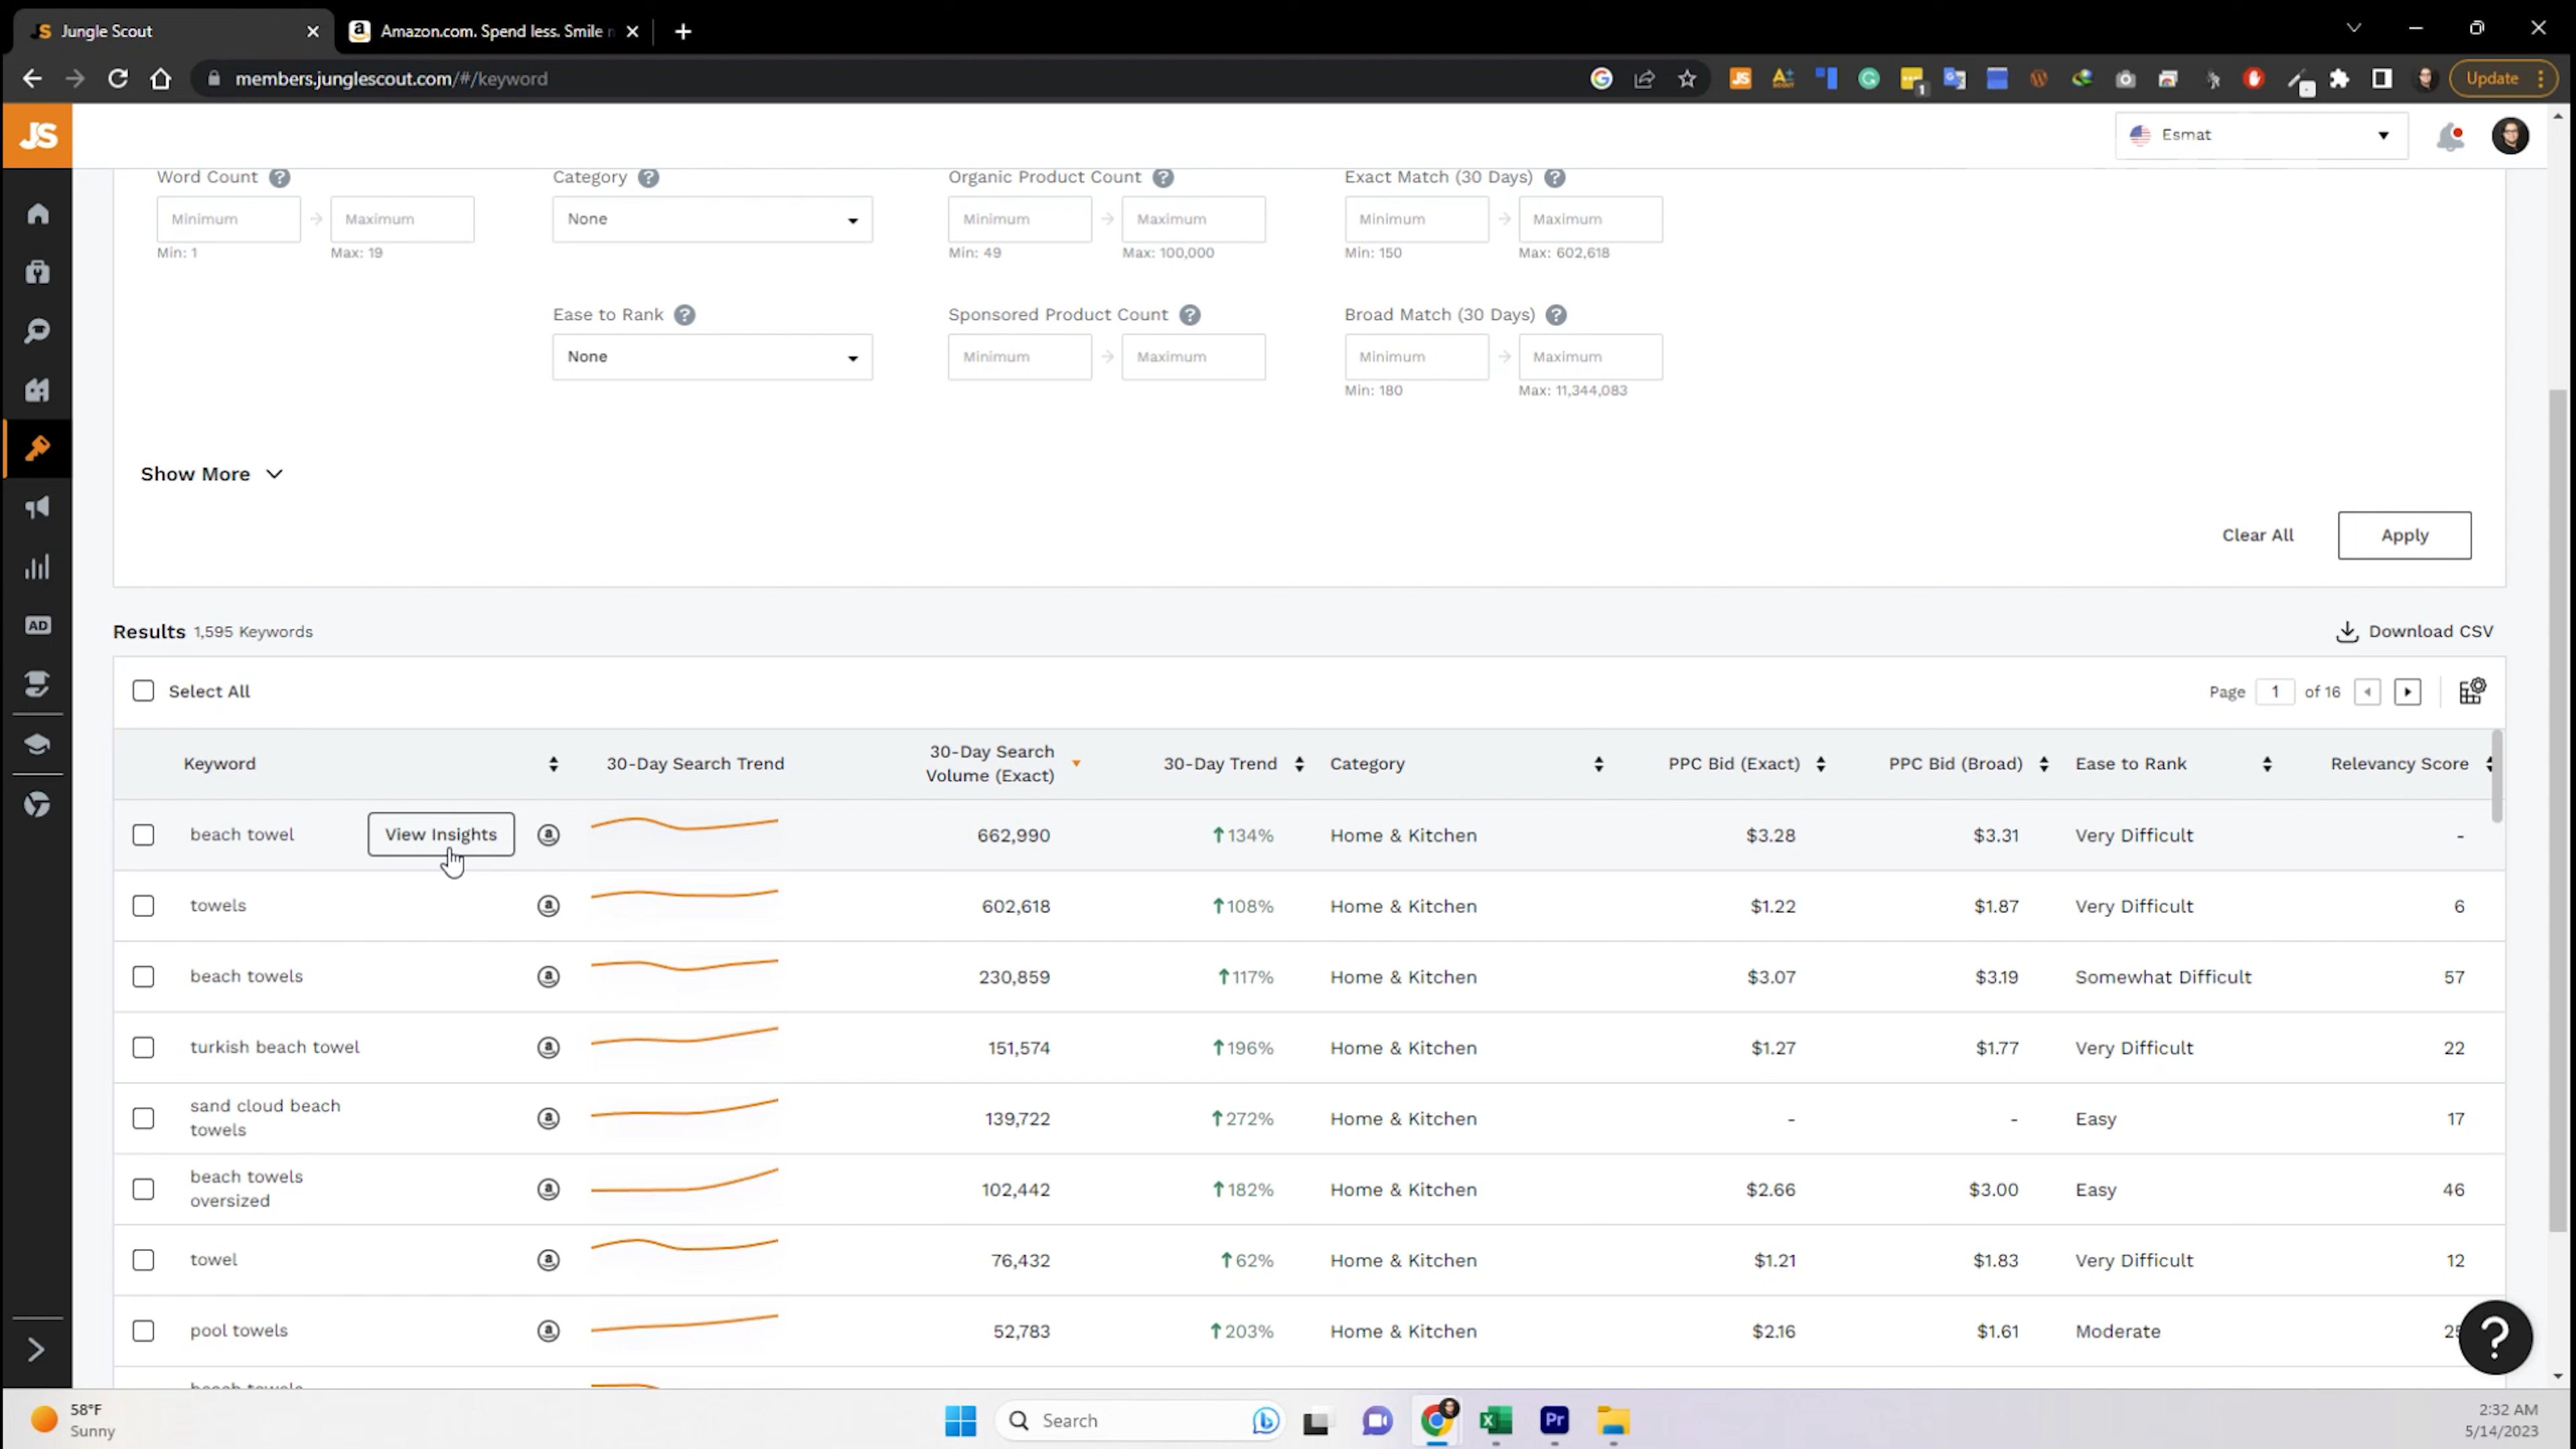 Jungle Scout
Amazon.com. Spend less. Smile
members.junglescout.com/#/keyword
Update
JS
Esmat
Word Count
Minimum Maximum
Min: 1 Max: 19
Category
None
Organic Product Count
Minimum Maximum
Min: 49 Max: 100,000
Exact Match (30 Days)
Minimum Maximum
Min: 150 Max: 602,618
Ease to Rank
None
Sponsored Product Count
Minimum Maximum
Broad Match (30 Days)
Minimum Maximum
Min: 180 Max: 11,344,083
Show More
Clear All Apply
AD
Results 1,595 Keywords
Download CSV
Select All
Page 1 of 16
Keyword 30-Day Search Trend 30-Day Search Volume (Exact) 30-Day Trend Category PPC Bid (Exact) PPC Bid (Broad) Ease to Rank Relevancy Score
beach towel View Insights 662,990 134% Home & Kitchen $3.28 $3.31 Very Difficult -
towels 602,618 108% Home & Kitchen $1.22 $1.87 Very Difficult 6
beach towels 230,859 117% Home & Kitchen $3.07 $3.19 Somewhat Difficult 57
turkish beach towel 151,574 196% Home & Kitchen $1.27 $1.77 Very Difficult 22
sand cloud beach towels 139,722 272% Home & Kitchen - - Easy 17
beach towels oversized 102,442 182% Home & Kitchen $2.66 $3.00 Easy 46
towel 76,432 62% Home & Kitchen $1.21 $1.83 Very Difficult 12
pool towels 52,783 203% Home & Kitchen $2.16 $1.61 Moderate
58°F
Sunny
Search
Pr
2:32 AM
5/14/2023